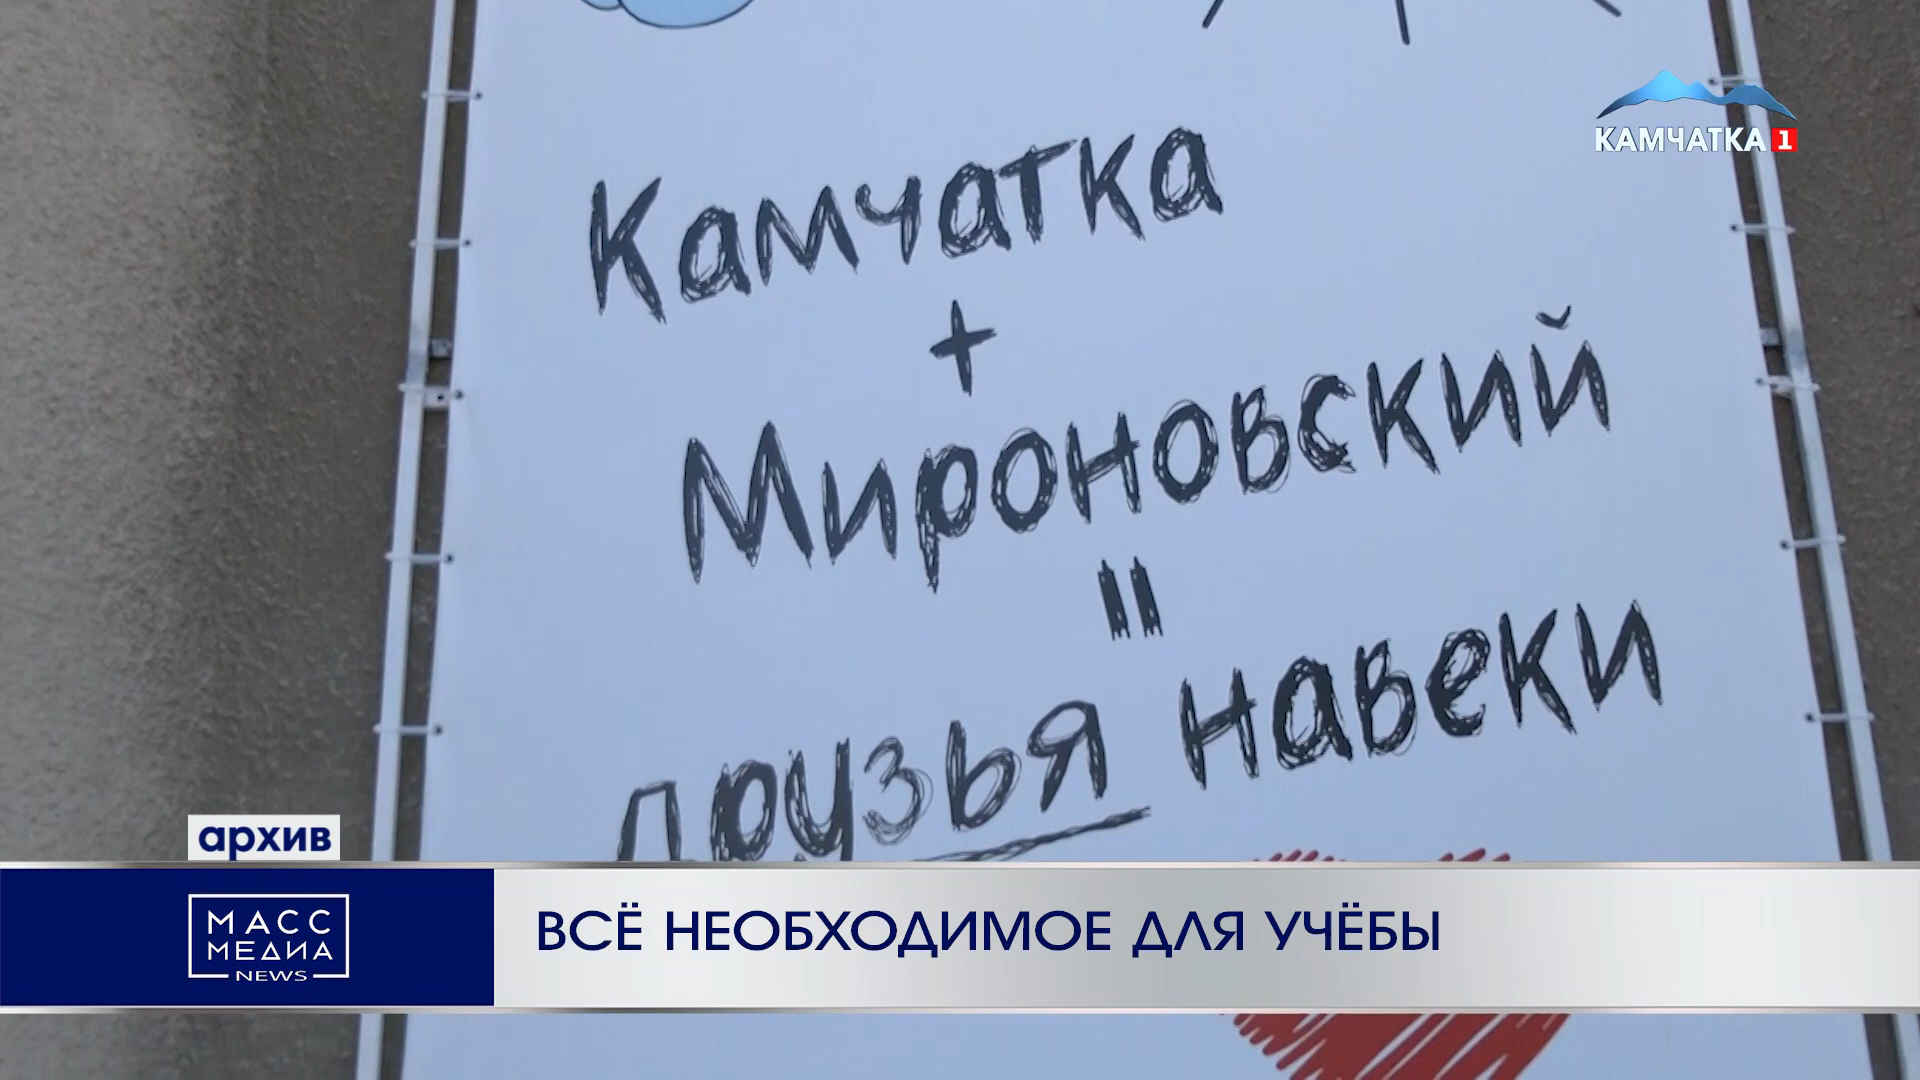 КАМЧАТКА 1
Камчатка
+
Мироновский
=
друзья навеки
архив
МАСС
МЕДИА
NEWS
ВСЁ НЕОБХОДИМОЕ ДЛЯ УЧЁБЫ